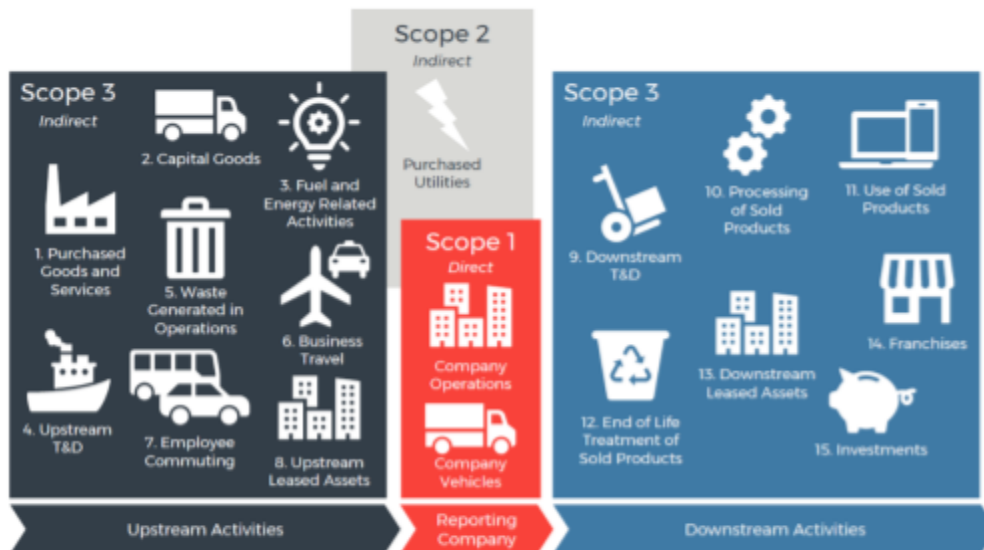 Scope 2
Indirect
Purchased
Utilities
Scope 3
Indirect
2. Capital Goods
3. Fuel and
Energy Related
Activities
1. Purchased
Goods and
Services
5. Waste
Generated in
Operations
6. Business
Travel
4. Upstream
T&D
7. Employee
Commuting
8. Upstream
Leased Assets
Scope 1
Direct
Company
Operations
Company
Vehicles
Scope 3
Indirect
10. Processing
of Sold
Products
11. Use of Sold
Products
9. Downstream
T&D
14. Franchises
13. Downstream
Leased Assets
12. End of Life
Treatment of
Sold Products
15. Investments
Upstream Activities
Reporting
Company
Downstream Activities